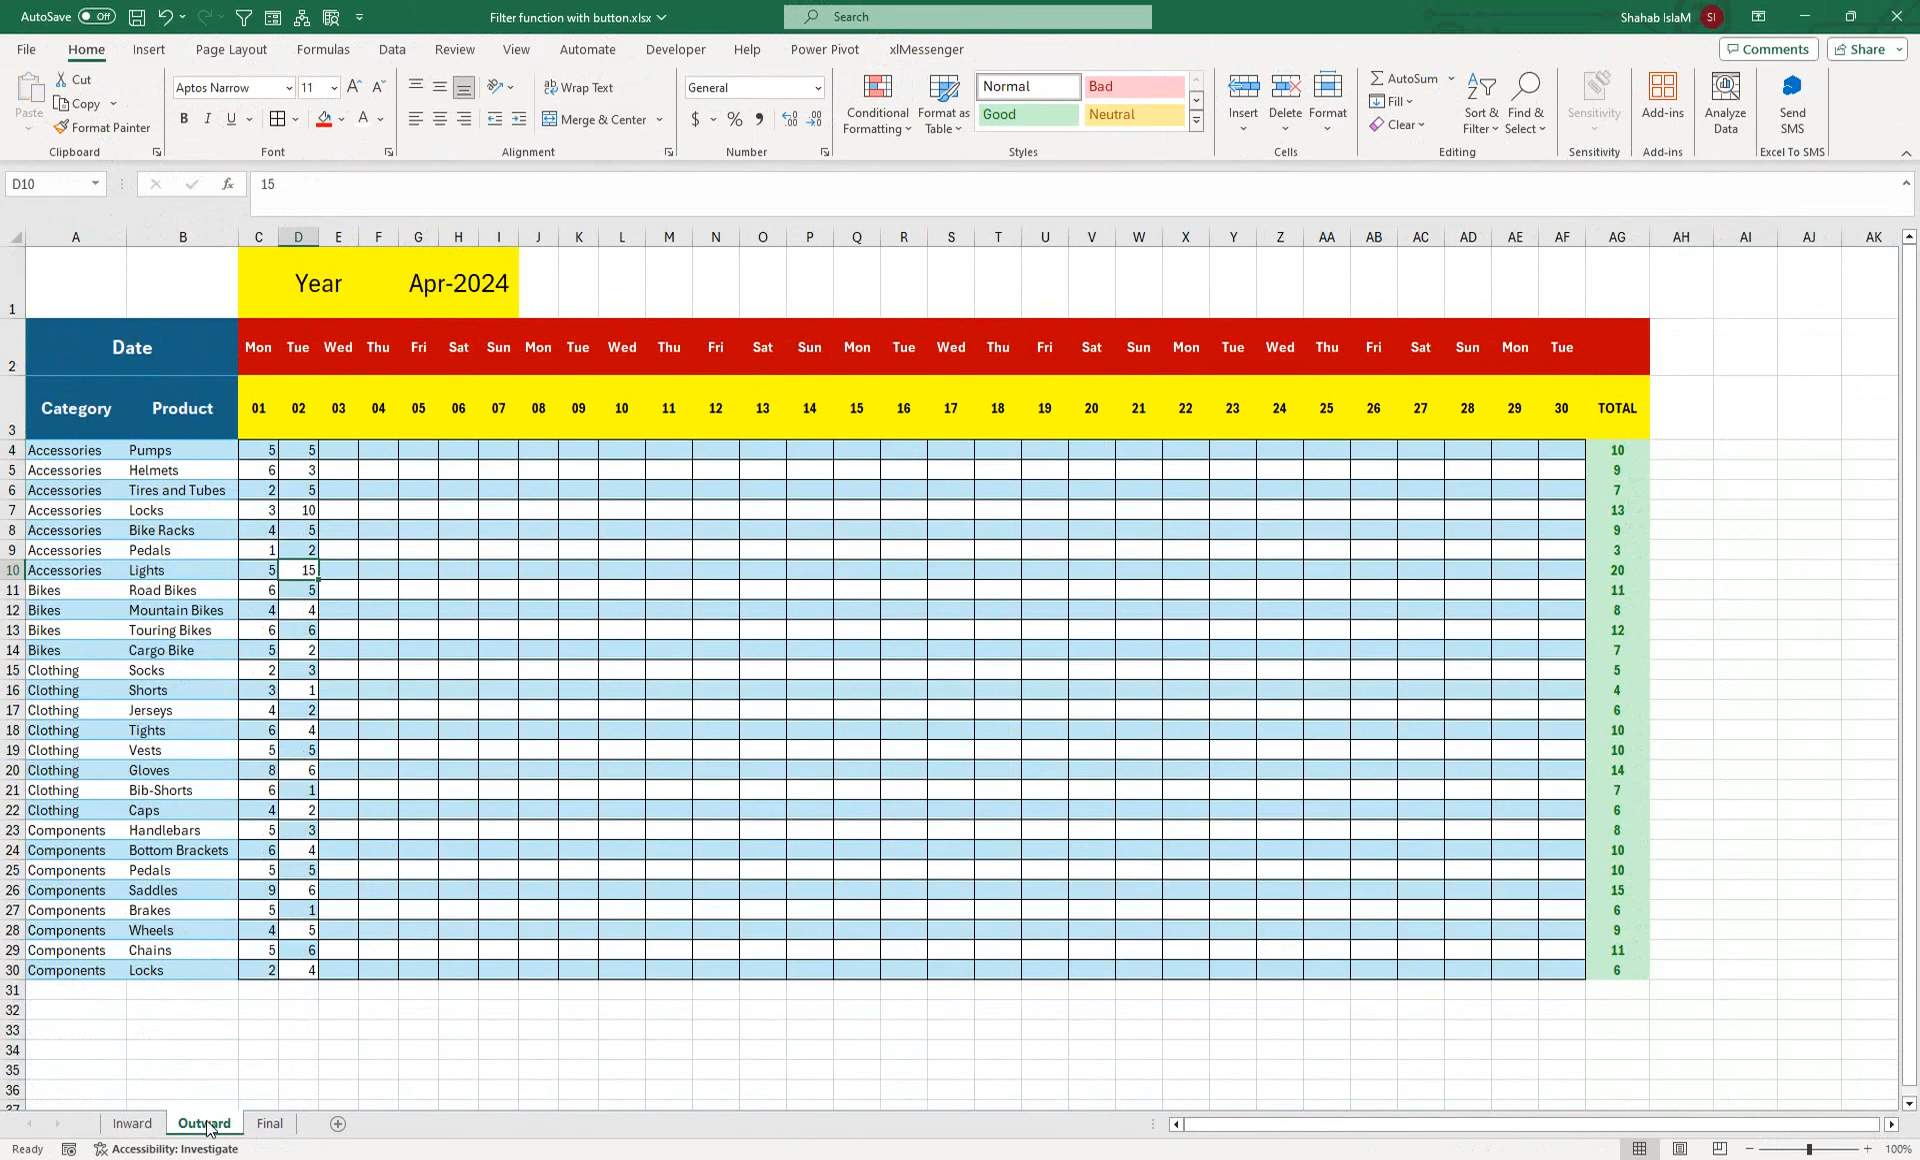 AutoSave Off Filter function with button.xlsx Search Shahab IslaM SI
File Home Insert Page Layout Formulas Data Review View Automate Developer Help Power Pivot xlMessenger Comments Share
Paste Cut Copy Format Painter Clipboard
Aptos Narrow 11 A A B I U A Font
Wrap Text Merge & Center Alignment
General $ % Number
Conditional Formatting Format as Table Normal Bad Good Neutral Styles
Insert Delete Format Cells
AutoSum Fill Clear Sort & Filter Find & Select Editing
Sensitivity Sensitivity
Add-ins Add-ins
Analyze Data
Send SMS Excel To SMS
D10 fx 15
A B C D E F G H I J K L M N O P Q R S T U V W X Y Z AA AB AC AD AE AF AG AH AI AJ AK
1 Year Apr-2024
2 Date Mon Tue Wed Thu Fri Sat Sun Mon Tue Wed Thu Fri Sat Sun Mon Tue Wed Thu Fri Sat Sun Mon Tue Wed Thu Fri Sat Sun Mon Tue
3 Category Product 01 02 03 04 05 06 07 08 09 10 11 12 13 14 15 16 17 18 19 20 21 22 23 24 25 26 27 28 29 30 TOTAL
4 Accessories Pumps 5 5 10
5 Accessories Helmets 6 3 9
6 Accessories Tires and Tubes 2 5 7
7 Accessories Locks 3 10 13
8 Accessories Bike Racks 4 5 9
9 Accessories Pedals 1 2 3
10 Accessories Lights 5 15 20
11 Bikes Road Bikes 6 5 11
12 Bikes Mountain Bikes 4 4 8
13 Bikes Touring Bikes 6 6 12
14 Bikes Cargo Bike 5 2 7
15 Clothing Socks 2 3 5
16 Clothing Shorts 3 1 4
17 Clothing Jerseys 4 2 6
18 Clothing Tights 6 4 10
19 Clothing Vests 5 5 10
20 Clothing Gloves 8 6 14
21 Clothing Bib-Shorts 6 1 7
22 Clothing Caps 4 2 6
23 Components Handlebars 5 3 8
24 Components Bottom Brackets 6 4 10
25 Components Pedals 5 5 10
26 Components Saddles 9 6 15
27 Components Brakes 5 1 6
28 Components Wheels 4 5 9
29 Components Chains 5 6 11
30 Components Locks 2 4 6
31
32
33
34
35
36
37
Inward Outward Final
Ready Accessibility: Investigate 100%